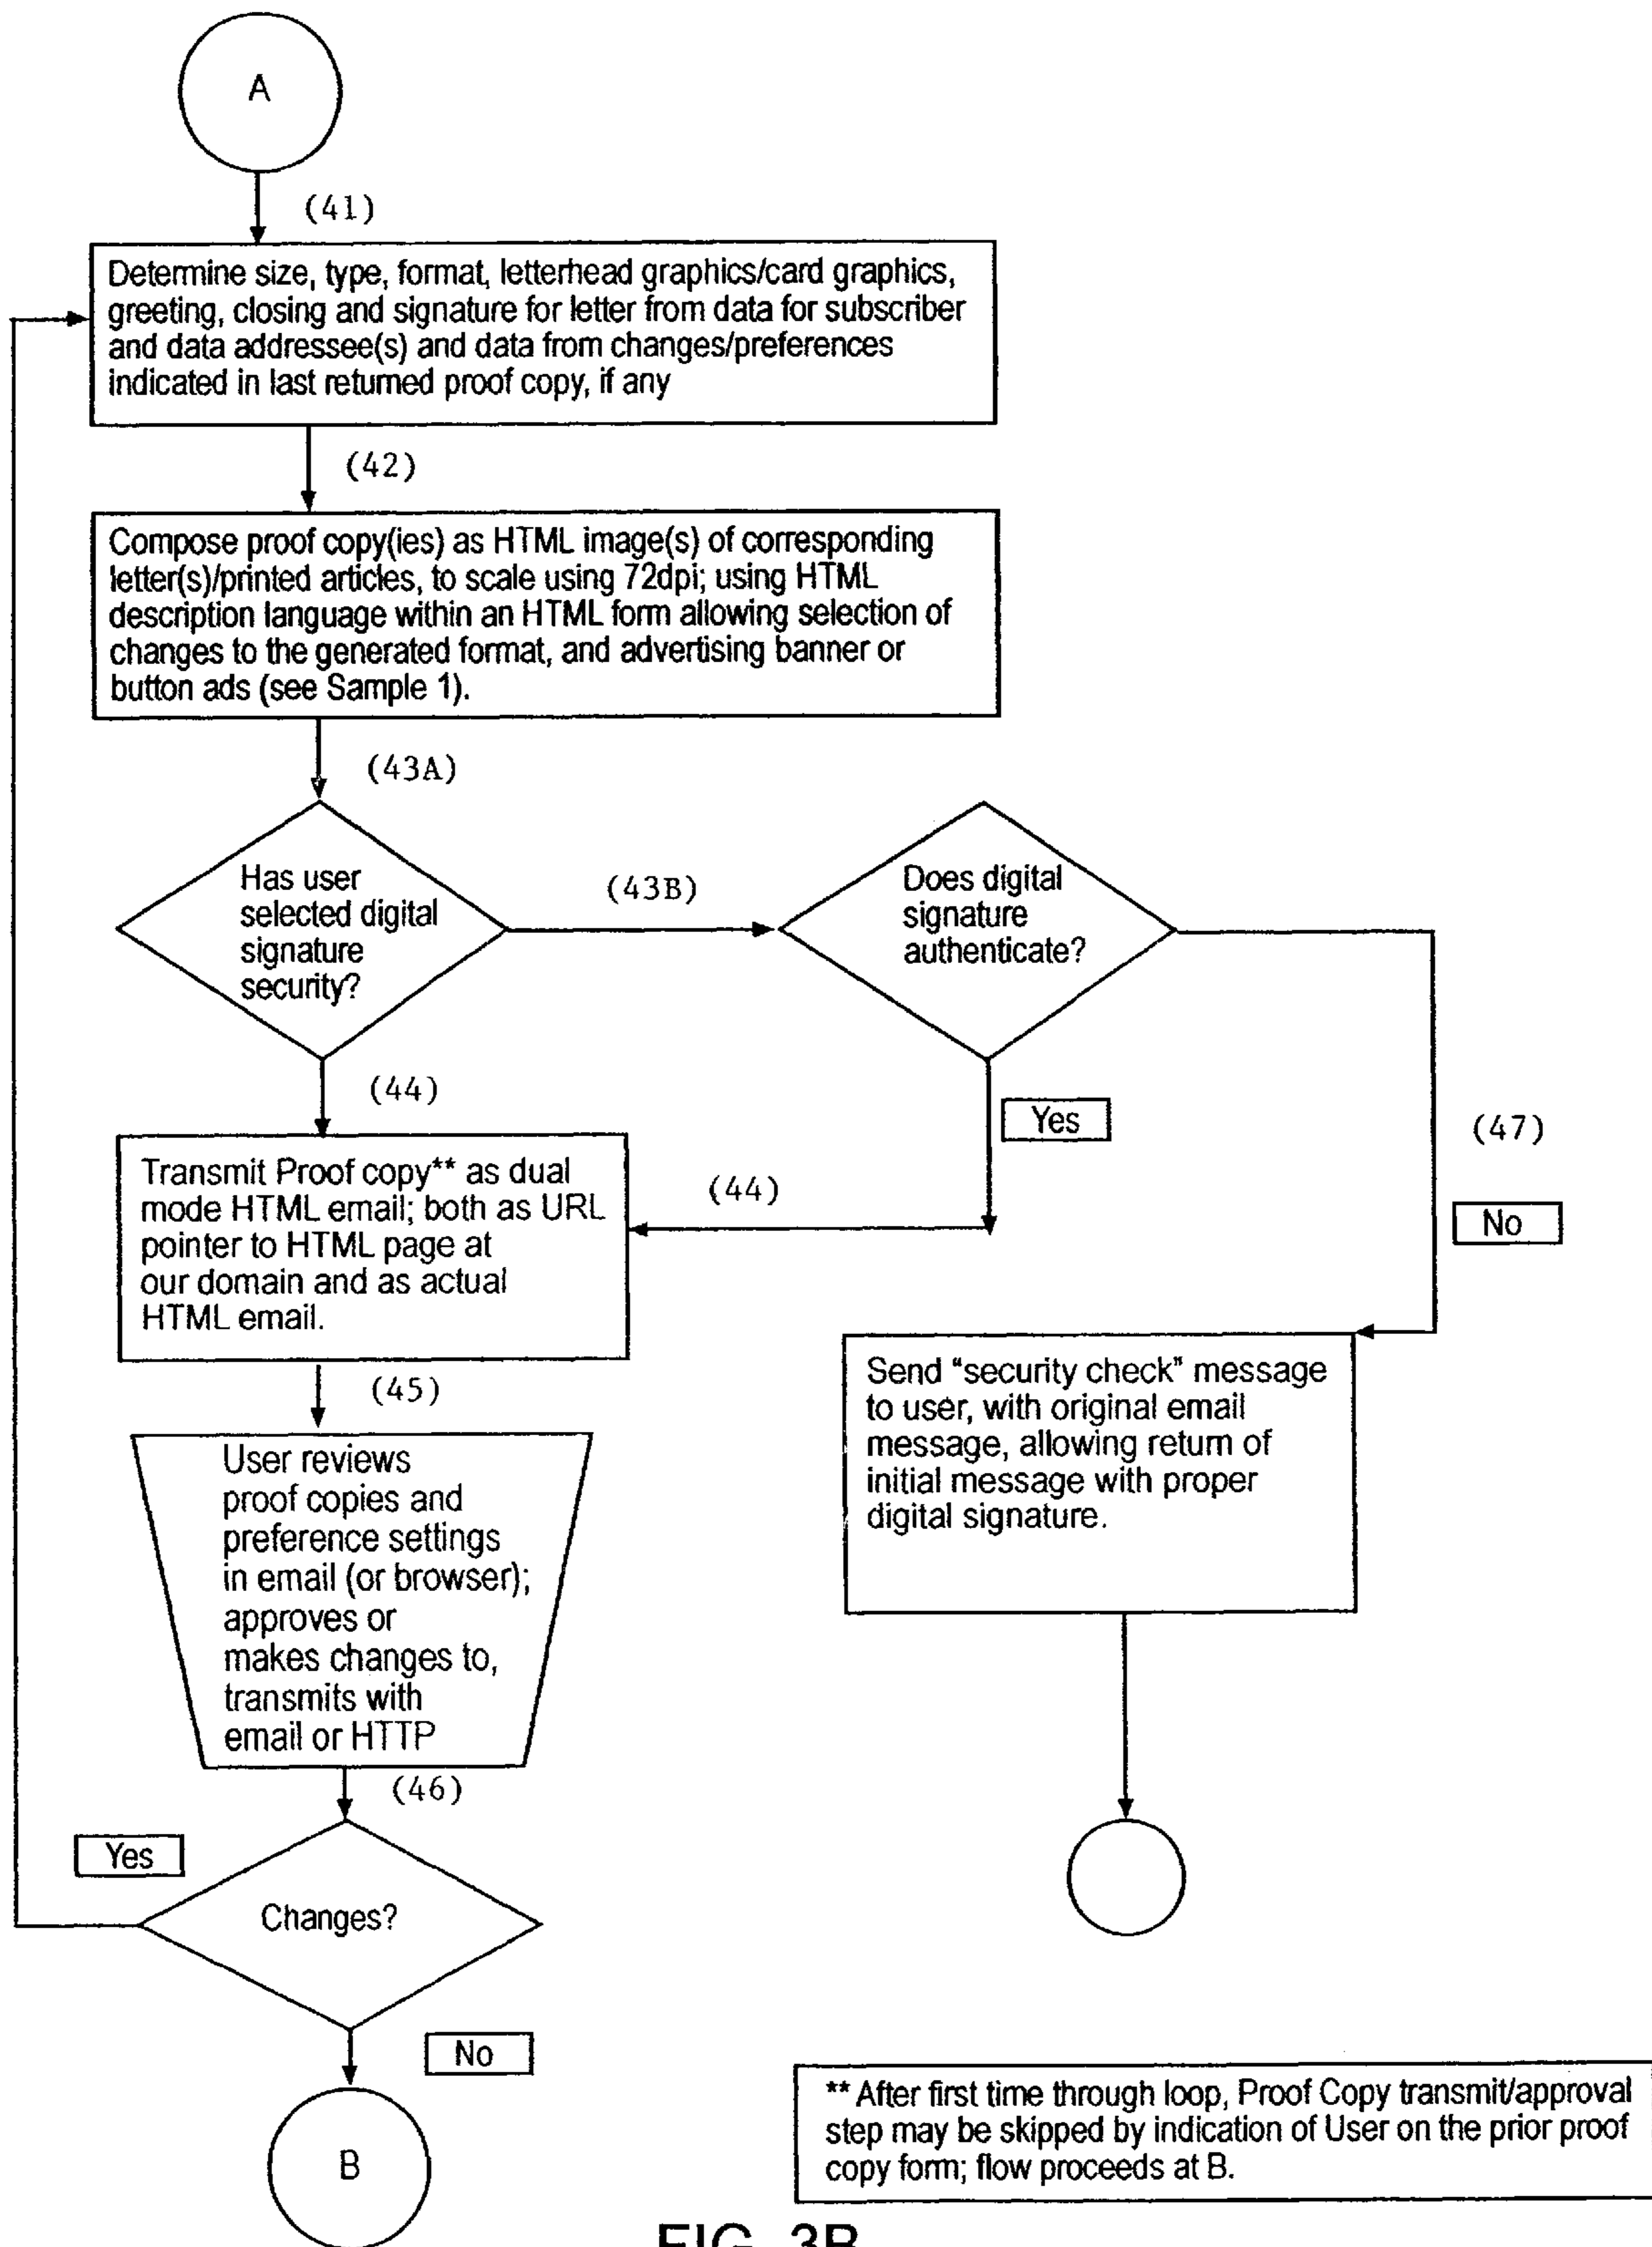 A
(41)
Determine size, type, format, letterhead graphics/card graphics,
greeting, closing and signature for letter from data for subscriber
and data addressee(s) and data from changes/preferences
indicated in last returned proof copy, if any
(42)
Compose proof copy(ies) as HTML image(s) of corresponding
letter(s)/printed articles, to scale using 72dpi; using HTML
description language within an HTML form allowing selection of
changes to the generated format, and advertising banner or
button ads (see Sample 1).
(43A)
Has user
selected digital
signature
security?
(43B)
Does digital
signature
authenticate?
(44)
Yes
(47)
No
(44)
Transmit Proof copy** as dual
mode HTML email; both as URL
pointer to HTML page at
our domain and as actual
HTML email.
Send "security check" message
to user, with original email
message, allowing return of
initial message with proper
digital signature.
(45)
User reviews
proof copies and
preference settings
in email (or browser);
approves or
makes changes to,
transmits with
email or HTTP
(46)
Yes
Changes?
No
B
** After first time through loop, Proof Copy transmit/approval
step may be skipped by indication of User on the prior proof
copy form; flow proceeds at B.
FIG. 3B